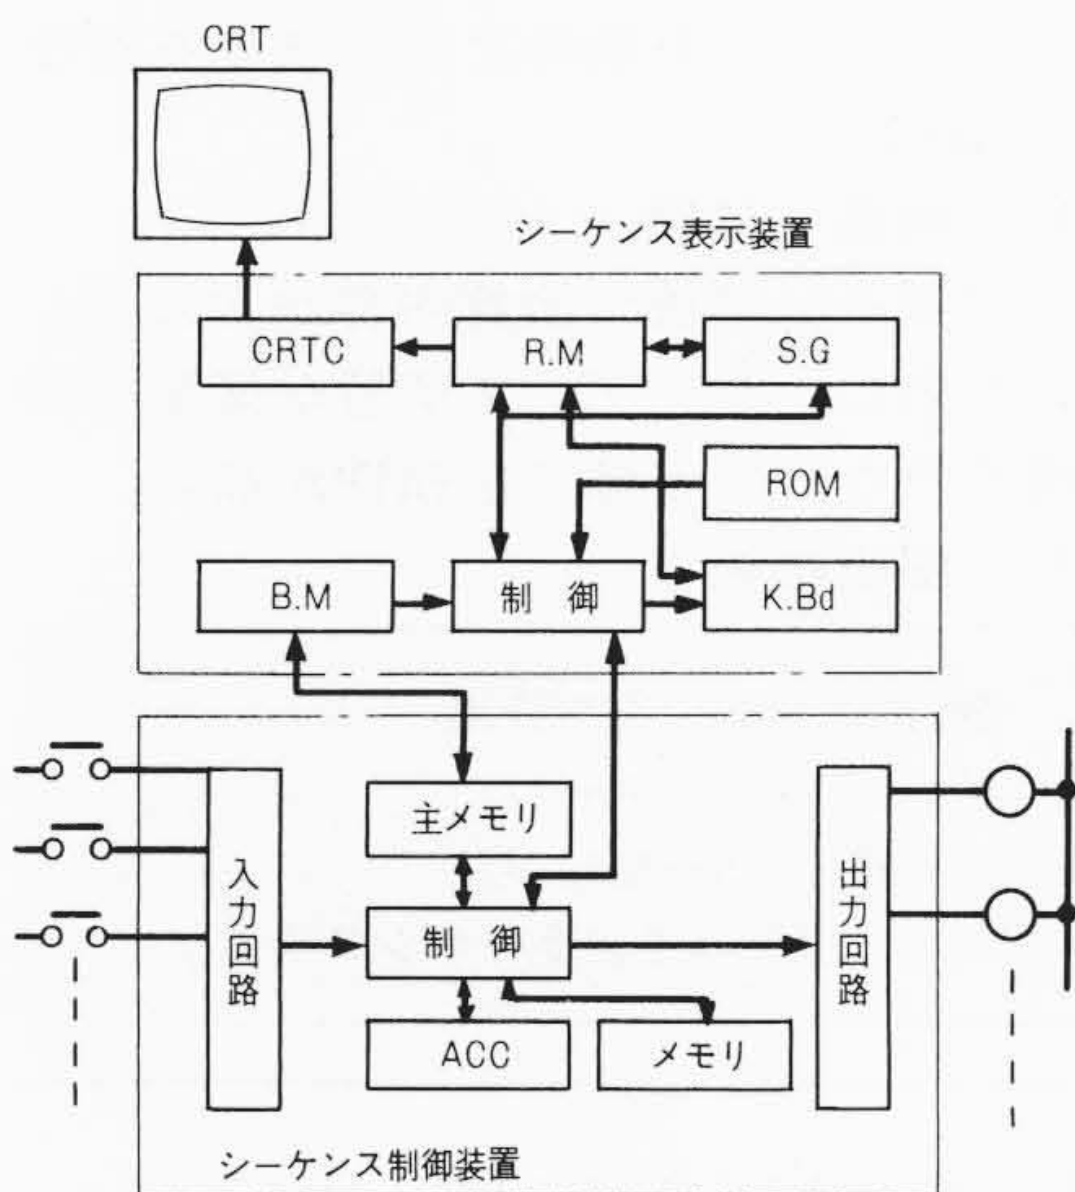 CRT
シーケンス表示装置
CRTC
R.M
S.G
ROM
B.M
制 御
K.Bd
主メモリ
入力回路
制 御
出力回路
ACC
メモリ
シーケンス制御装置